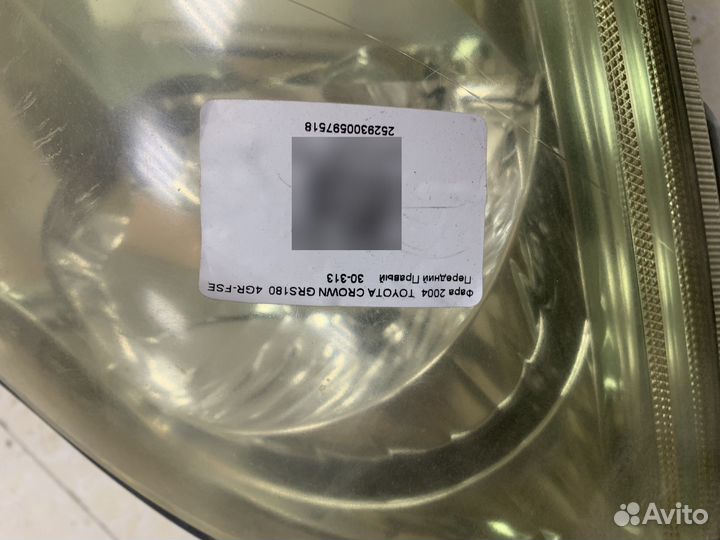 Фара 2004 TOYOTA CROWN GRS180 4GR-FSE
Передний Правый 30-313
2529300597518
Avito